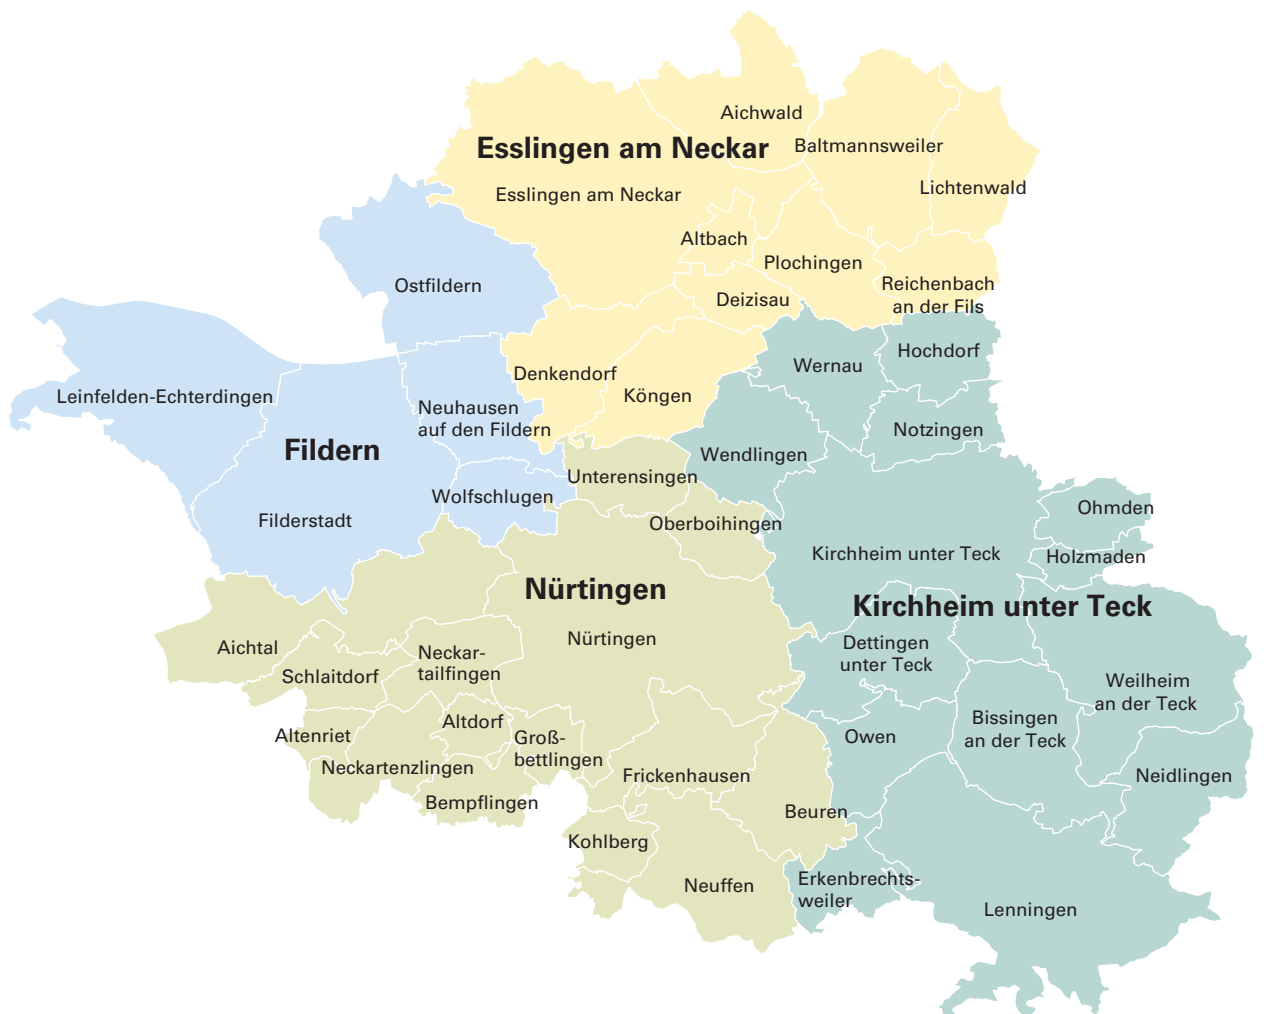 Aichwald
Esslingen am Neckar
Baltmannsweiler
Lichtenwald
Esslingen am Neckar
Altbach
Plochingen
Ostfildern
Deizisau
Reichenbach
an der Fils
Hochdorf
Wernau
Denkendorf
Köngen
Leinfelden-Echterdingen
Neuhausen
auf den Fildern
Notzingen
Fildern
Wendlingen
Unterensingen
Wolfschlugen
Ohmden
Filderstadt
Oberboihingen
Kirchheim unter Teck
Holzmaden
Nürtingen
Kirchheim unter Teck
Nürtingen
Aichtal
Neckar-
tailfingen
Dettingen
unter Teck
Schlaitdorf
Weilheim
an der Teck
Altdorf
Bissingen
an der Teck
Altenriet
Groß-
bettlingen
Owen
Neckartenzlingen
Frickenhausen
Neidlingen
Bempflingen
Beuren
Kohlberg
Neuffen
Erkenbrechts-
weiler
Lenningen